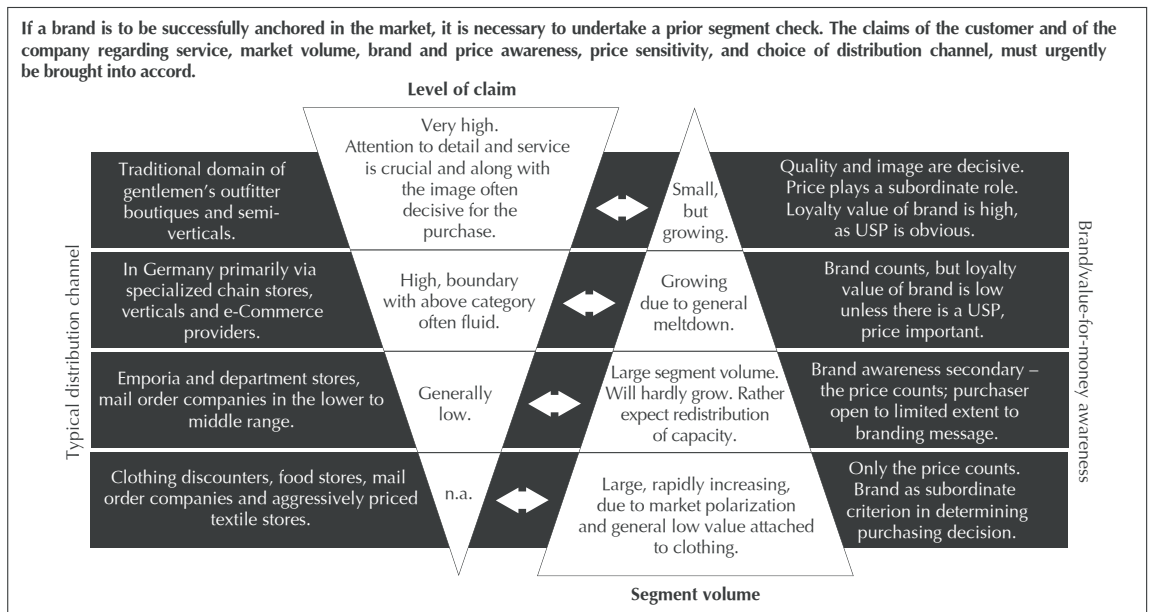 If a brand is to be successfully anchored in the market, it is necessary to undertake a prior segment check. The claims of the customer and of the
company regarding service, market volume, brand and price awareness, price sensitivity, and choice of distribution channel, must urgently
be brought into accord.
Level of claim
Typical distribution channel
Traditional domain of
gentlemen's outfitter
boutiques and semi-
verticals.
Very high.
Attention to detail and service
is crucial and along with
the image often
decisive for the
purchase.
Small,
but
growing.
Quality and image are decisive.
Price plays a subordinate role.
Loyalty value of brand is high,
as USP is obvious.
In Germany primarily via
specialized chain stores,
verticals and e-Commerce
providers.
High, boundary
with above category
often fluid.
Growing
due to general
meltdown.
Brand counts, but loyalty
value of brand is low
unless there is a USP,
price important.
Emporia and department stores,
mail order companies in the lower to
middle range.
Generally
low.
Large segment volume.
Will hardly grow. Rather
expect redistribution
of capacity.
Brand awareness secondary –
the price counts; purchaser
open to limited extent to
branding message.
Clothing discounters, food stores, mail
order companies and aggressively priced
textile stores.
n.a.
Large, rapidly increasing,
due to market polarization
and general low value attached
to clothing.
Only the price counts.
Brand as subordinate
criterion in determining
purchasing decision.
Brand/value-for-money awareness
Segment volume